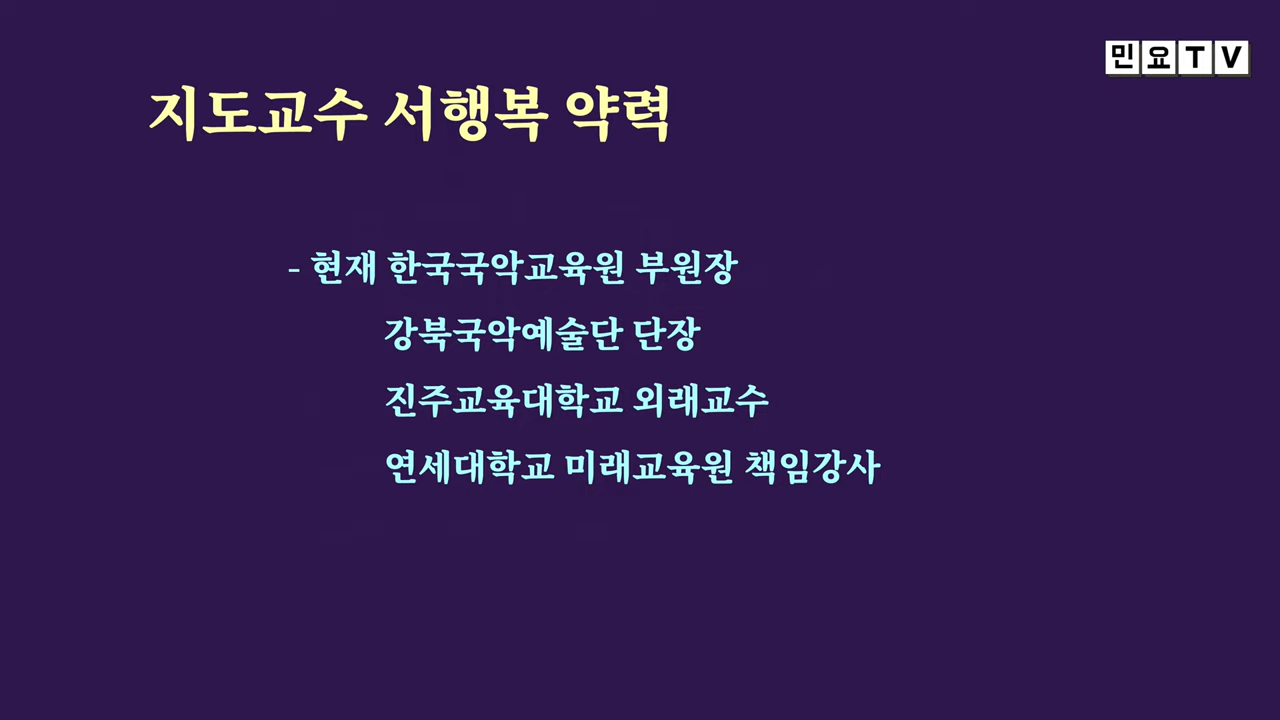 민요TV
지도교수 서행복 약력
- 현재 한국국악교육원 부원장
강북국악예술단 단장
진주교육대학교 외래교수
연세대학교 미래교육원 책임강사